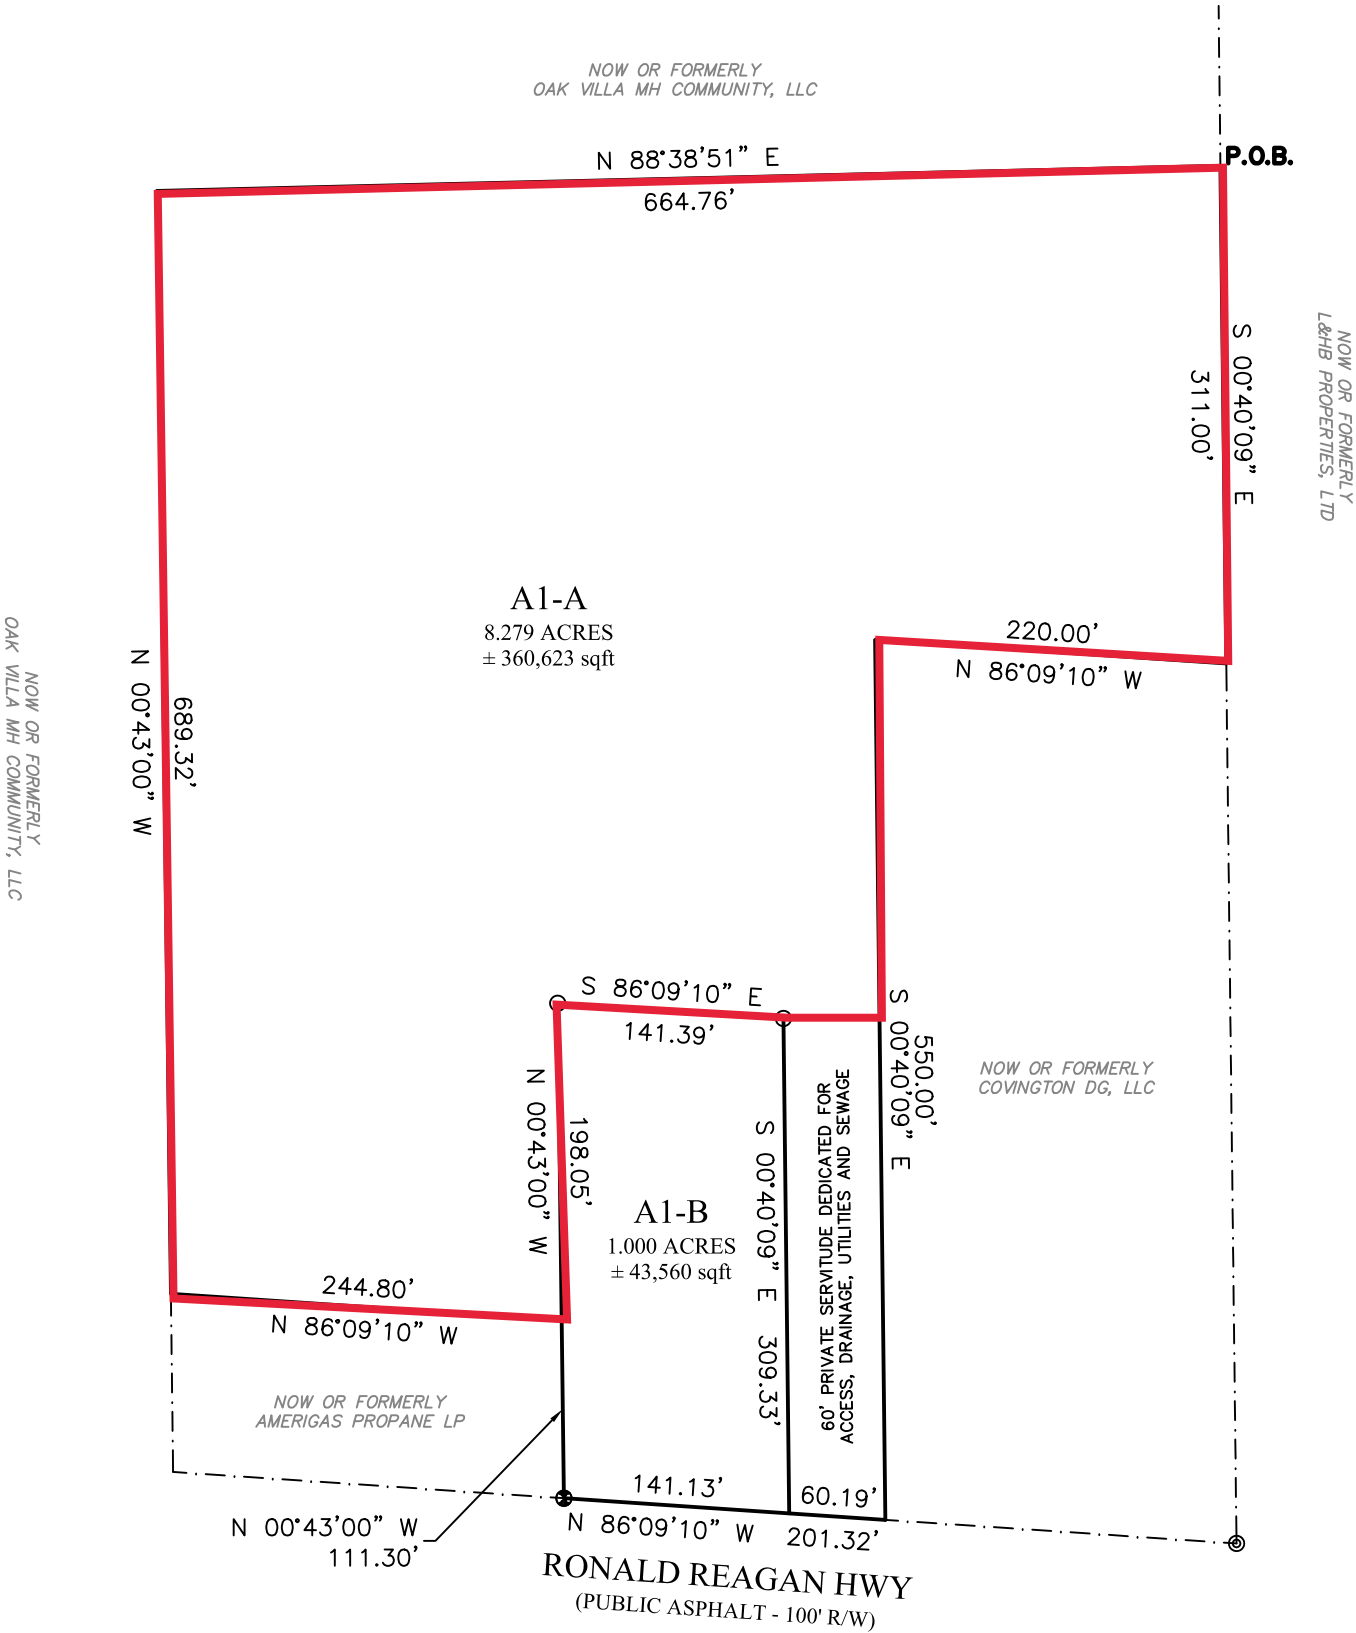 NOW OR FORMERLY
OAK VILLA MH COMMUNITY, LLC
P.O.B.
N 88°38'51" E
664.76'
S 00°40'09" E
311.00'
NOW OR FORMERLY
L&HB PROPERTIES, LTD
A1-A
8.279 ACRES
± 360,623 sqft
220.00'
N 86°09'10" W
689.32'
N 00°43'00" W
NOW OR FORMERLY
OAK VILLA MH COMMUNITY, LLC
S 86°09'10" E
141.39'
550.00'
S 00°40'09" E
NOW OR FORMERLY
COVINGTON DG, LLC
198.05'
N 00°43'00" W
S 00°40'09" E 309.33'
60' PRIVATE SERVITUDE DEDICATED FOR
ACCESS, DRAINAGE, UTILITIES AND SEWAGE
A1-B
1.000 ACRES
± 43,560 sqft
244.80'
N 86°09'10" W
NOW OR FORMERLY
AMERIGAS PROPANE LP
141.13'
60.19'
N 00°43'00" W
111.30'
N 86°09'10" W 201.32'
RONALD REAGAN HWY
(PUBLIC ASPHALT - 100' R/W)